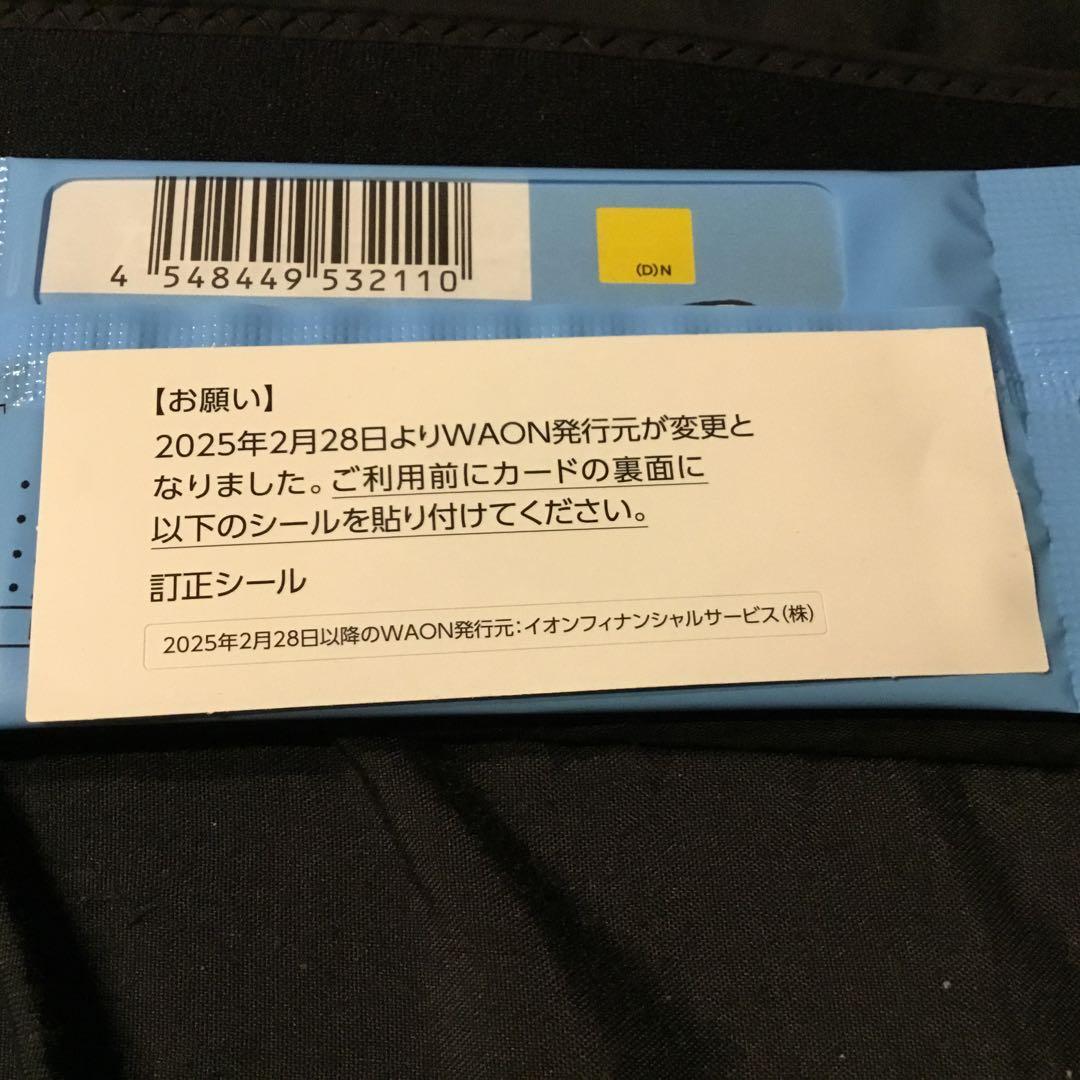 4 548449 532110
(D)N
【お願い】
2025年2月28日よりWAON発行元が変更と
なりました。ご利用前にカードの裏面に
以下のシールを貼り付けてください。
訂正シール
2025年2月28日以降のWAON発行元：イオンフィナンシャルサービス（株）